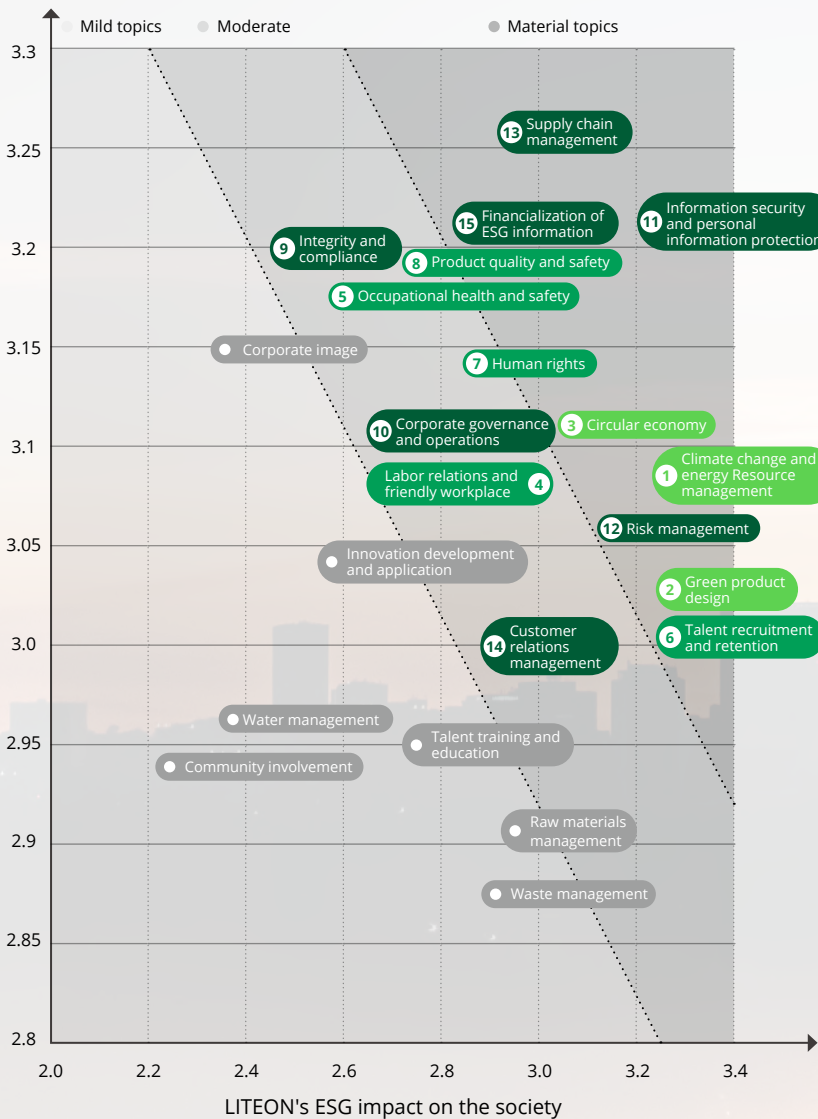 Mild topics
Moderate
Material topics
3.3
3.25
3.2
3.15
3.1
3.05
3.0
2.95
2.9
2.85
2.8
13 Supply chain
management
15 Financialization of
ESG information
11 Information security
and personal
information protection
9 Integrity and
compliance
8 Product quality and safety
5 Occupational health and safety
Corporate image
7 Human rights
10 Corporate governance
and operations
3 Circular economy
Labor relations and
friendly workplace 4
1 Climate change and
energy Resource
management
12 Risk management
Innovation development
and application
2 Green product
design
14 Customer
relations
management
6 Talent recruitment
and retention
Water management
Talent training and
education
Community involvement
Raw materials
management
Waste management
2.0 2.2 2.4 2.6 2.8 3.0 3.2 3.4
LITEON's ESG impact on the society